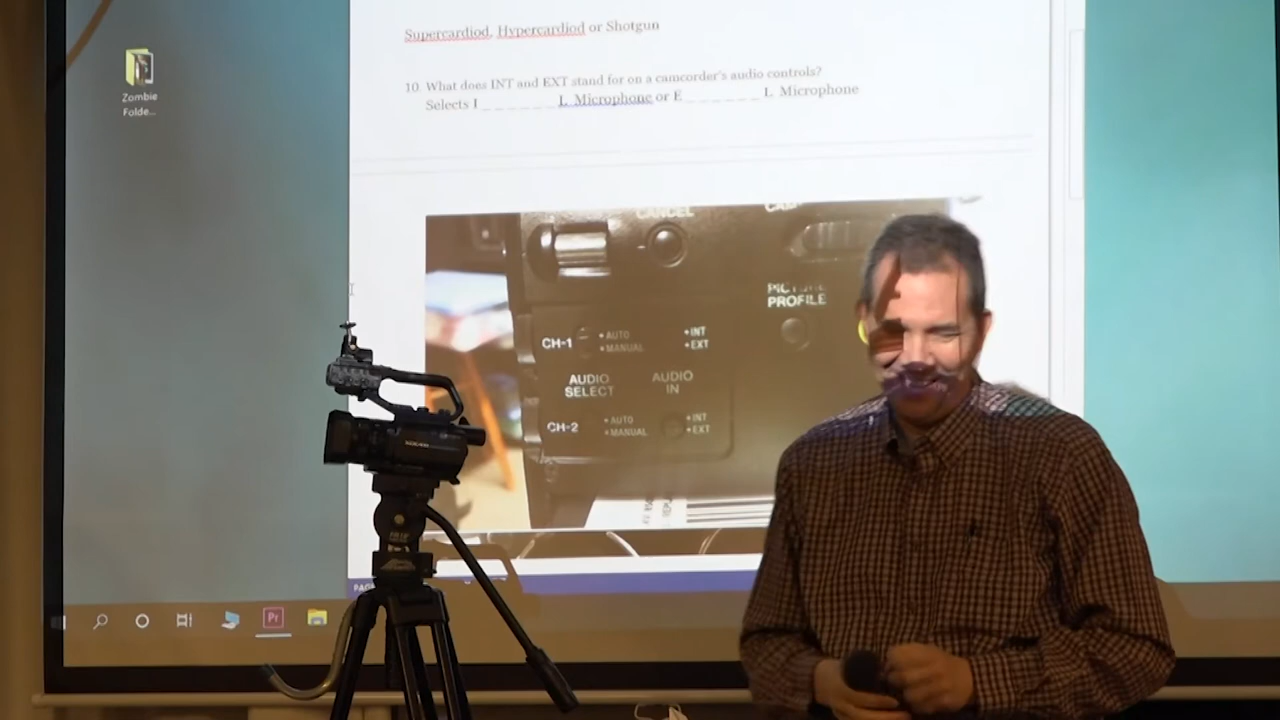 Supercardiod, Hypercardiod or Shotgun
10. What does INT and EXT stand for on a camcorder's audio controls?
Selects I _ _ _ _ _ _ L Microphone or E _ _ _ _ _ _ L Microphone
Zombie
Folde...
CANCEL
PICTURE
PROFILE
CH-1
•AUTO
•MANUAL
•INT
•EXT
AUDIO
SELECT
AUDIO
IN
CH-2
•AUTO
•MANUAL
•INT
•EXT
PAG
Pr